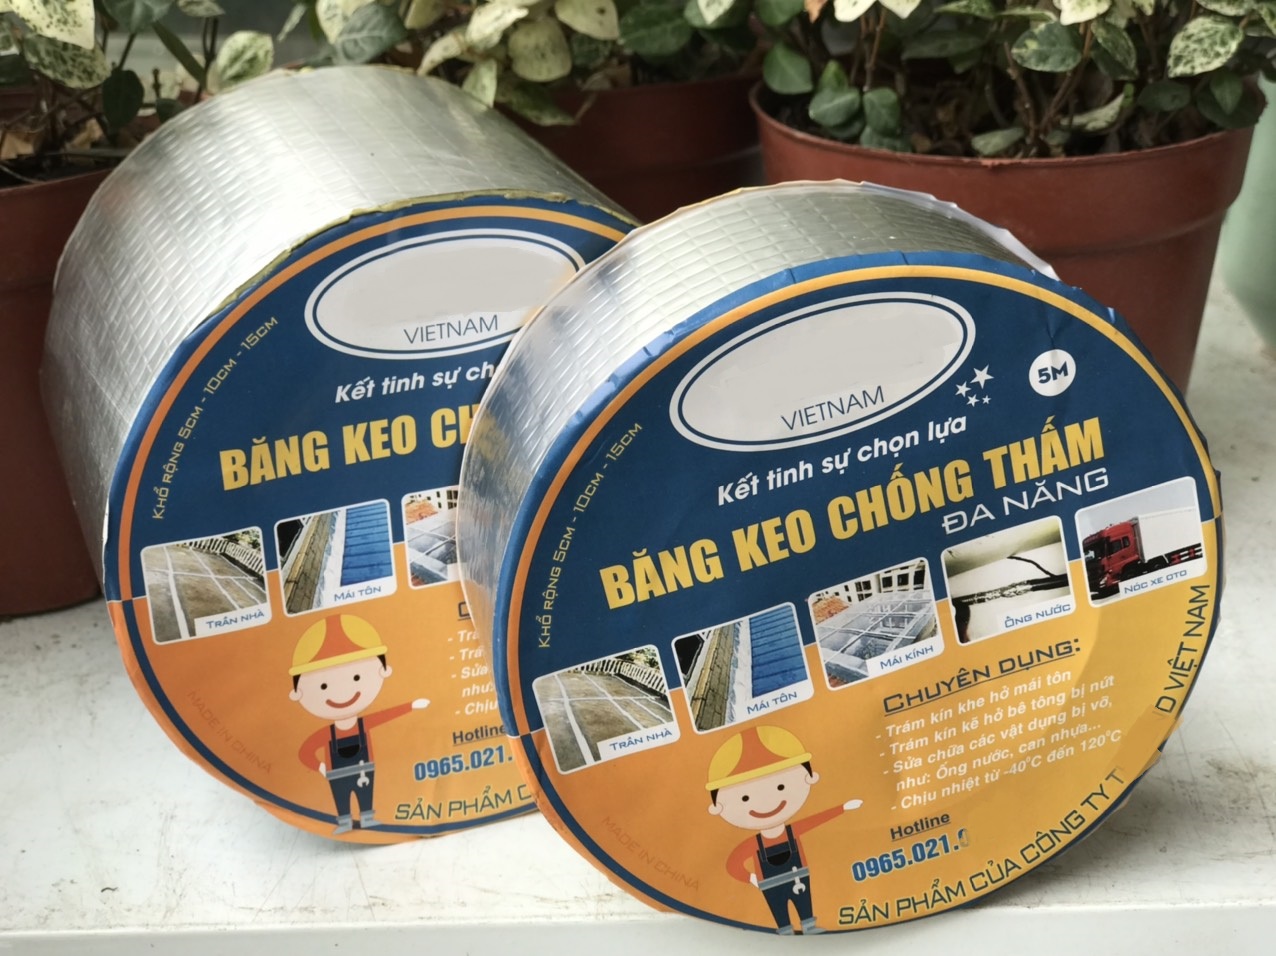 VIETNAM
Kết tinh sự
BĂNG KEO
KHỔ RỘNG 5CM - 10CM - 15CM
TRẦN NHÀ
MÁI TÔN
Hotline
0965.021.
MADE IN CHINA
SẢN PHẨM
VIETNAM
Kết tinh sự chọn lựa
5M
BĂNG KEO CHỐNG THẤM
ĐA NĂNG
KHỔ RỘNG 5CM - 10CM - 15CM
TRẦN NHÀ
MÁI TÔN
MÁI KÍNH
ỐNG NƯỚC
NÓC XE OTO
CHUYÊN DỤNG:
- Trám kín khe hở mái tôn
- Trám kín kẽ hở bê tông bị nứt
- Sửa chữa các vật dụng bị vỡ,
như: Ống nước, can nhựa...
- Chịu nhiệt từ -40°C đến 120°C
Hotline
0965.021.
MADE IN CHINA
SẢN PHẨM CỦA CÔNG TY T
D VIỆT NAM